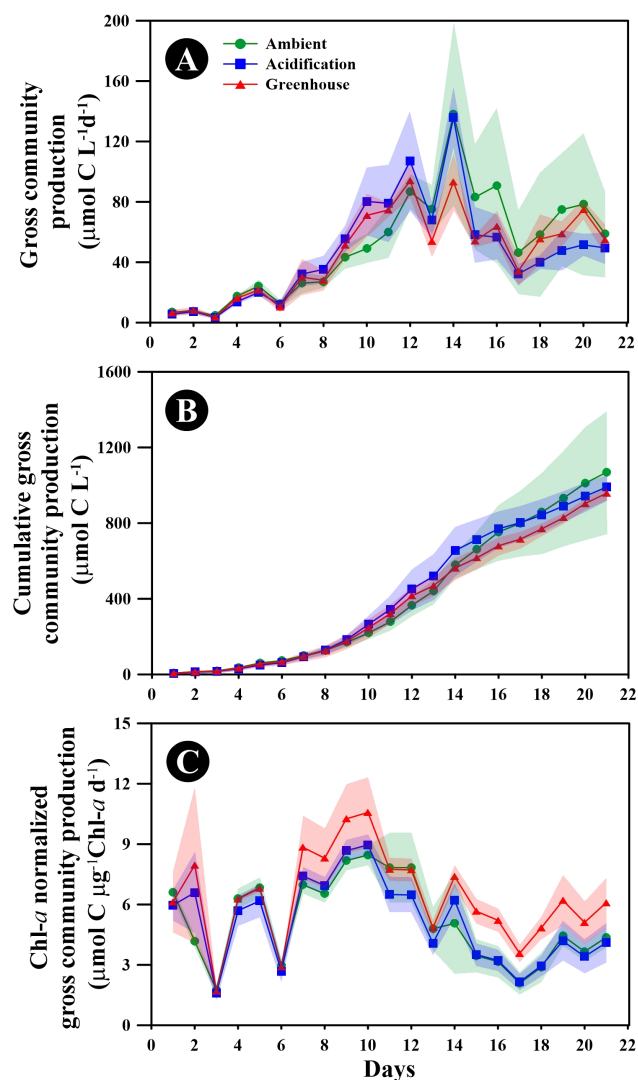 A
Ambient
Acidification
Greenhouse
Gross community
production
(μmol C L⁻¹d⁻¹)
200
160
120
80
40
0
0 2 4 6 8 10 12 14 16 18 20 22
B
Cumulative gross
community production
(μmol C L⁻¹)
1600
1200
800
400
0
0 2 4 6 8 10 12 14 16 18 20 22
C
Chl-a normalized
gross community production
(μmol C μg⁻¹Chl-a d⁻¹)
15
12
9
6
3
0
0 2 4 6 8 10 12 14 16 18 20 22
Days